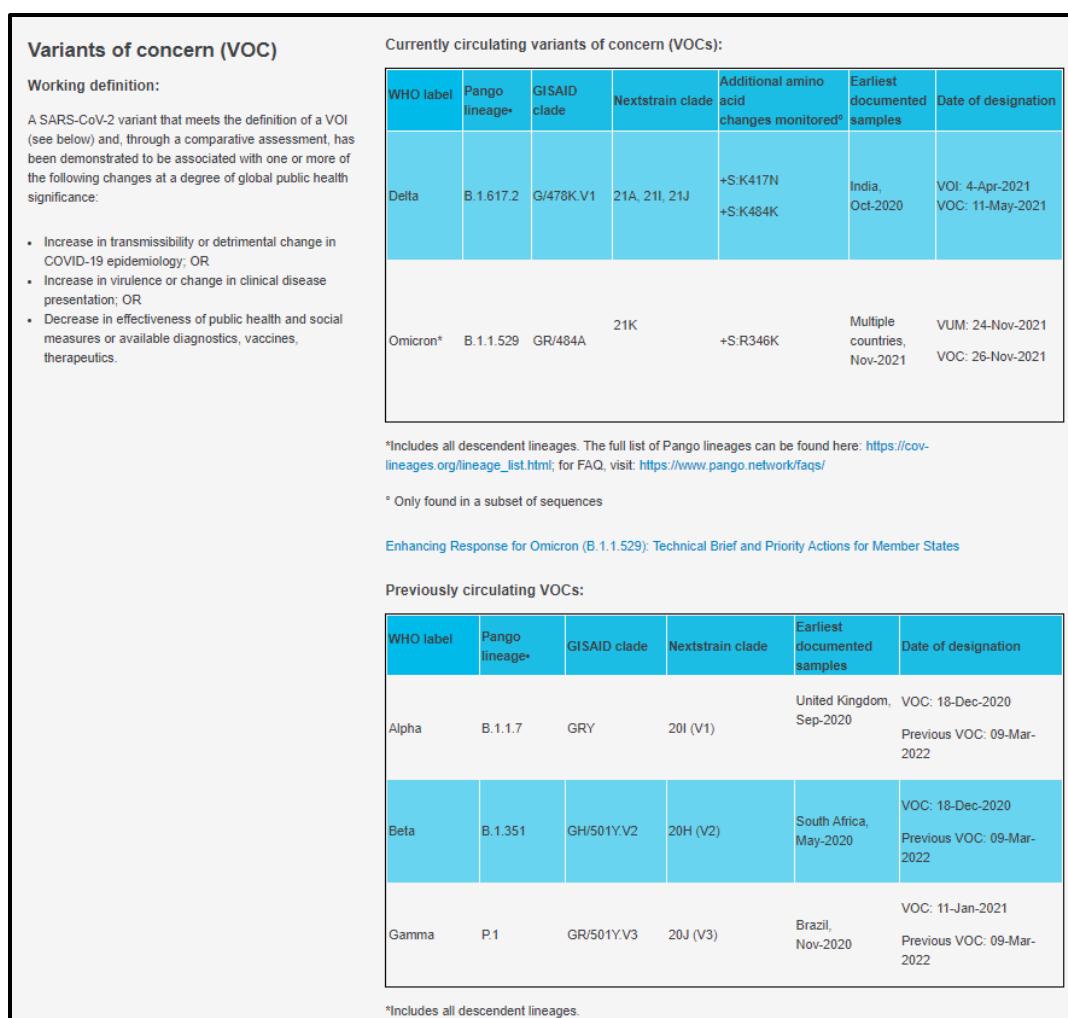 Variants of concern (VOC)
Working definition:
A SARS-CoV-2 variant that meets the definition of a VOI
(see below) and, through a comparative assessment, has
been demonstrated to be associated with one or more of
the following changes at a degree of global public health
significance:
• Increase in transmissibility or detrimental change in
COVID-19 epidemiology; OR
• Increase in virulence or change in clinical disease
presentation; OR
• Decrease in effectiveness of public health and social
measures or available diagnostics, vaccines,
therapeutics.
Currently circulating variants of concern (VOCs):
WHO label Pango lineage• GISAID clade Nextstrain clade Additional amino acid changes monitored° Earliest documented samples Date of designation
Delta B.1.617.2 G/478K.V1 21A, 21I, 21J +S:K417N +S:K484K India, Oct-2020 VOI: 4-Apr-2021 VOC: 11-May-2021
Omicron* B.1.1.529 GR/484A 21K +S:R346K Multiple countries, Nov-2021 VUM: 24-Nov-2021 VOC: 26-Nov-2021
*Includes all descendent lineages. The full list of Pango lineages can be found here: https://cov-
lineages.org/lineage_list.html; for FAQ, visit: https://www.pango.network/faqs/
° Only found in a subset of sequences
Enhancing Response for Omicron (B.1.1.529): Technical Brief and Priority Actions for Member States
Previously circulating VOCs:
WHO label Pango lineage• GISAID clade Nextstrain clade Earliest documented samples Date of designation
Alpha B.1.1.7 GRY 20I (V1) United Kingdom, Sep-2020 VOC: 18-Dec-2020 Previous VOC: 09-Mar-2022
Beta B.1.351 GH/501Y.V2 20H (V2) South Africa, May-2020 VOC: 18-Dec-2020 Previous VOC: 09-Mar-2022
Gamma P.1 GR/501Y.V3 20J (V3) Brazil, Nov-2020 VOC: 11-Jan-2021 Previous VOC: 09-Mar-2022
*Includes all descendent lineages.